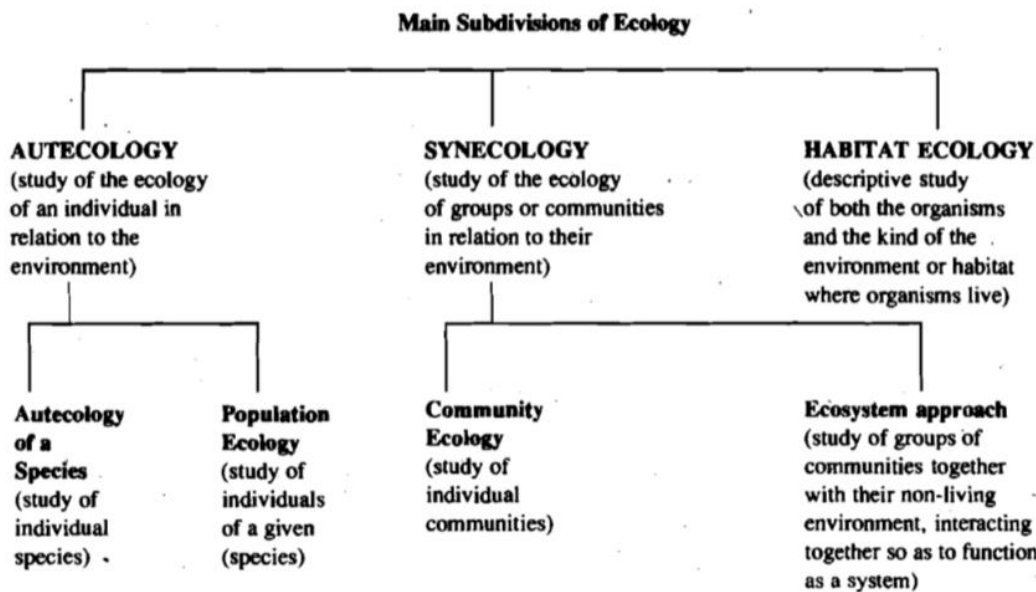 Main Subdivisions of Ecology
AUTECOLOGY
(study of the ecology
of an individual in
relation to the
environment)
SYNECOLOGY
(study of the ecology
of groups or communities
in relation to their
environment)
HABITAT ECOLOGY
(descriptive study
of both the organisms
and the kind of the
environment or habitat
where organisms live)
Autecology
of a
Species
(study of
individual
species)
Population
Ecology
(study of
individuals
of a given
(species)
Community
Ecology
(study of
individual
communities)
Ecosystem approach
(study of groups of
communities together
with their non-living
environment, interacting
together so as to function
as a system)